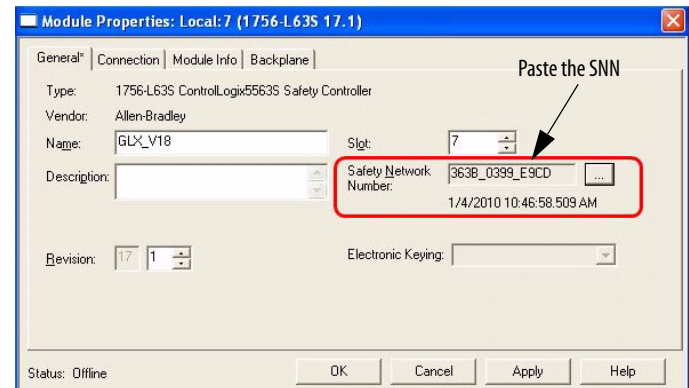 Module Properties: Local:7 (1756-L63S 17.1)
General* Connection Module Info Backplane
Paste the SNN
Type: 1756-L63S ControlLogix5563S Safety Controller
Vendor: Allen-Bradley
Name: GLX_V18 Slot: 7
Description: Safety Network Number: 363B_0399_E9CD ...
1/4/2010 10:46:58.509 AM
Revision: 17 1 Electronic Keying:
Status: Offline OK Cancel Apply Help